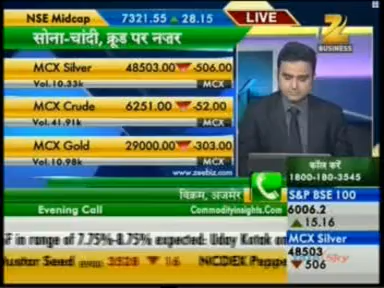 NSE Midcap 7321.55 28.15
LIVE
BUSINESS
सोना-चांदी, क्रूड पर नज़र
MCX Silver 48503.00 -506.00
Vol.10.33k MCX
MCX Crude 6251.00 -52.00
Vol.41.91k MCX
MCX Gold 29000.00 -303.00
Vol.10.98k MCX
www.zeebiz.com
कॉल करें
1800-180-3545
विक्रम, अजमेर
Evening Call CommodityInsights.Com
S&P BSE 100
6006.2
15.16
in range of 7.75%-8.75% expected: Uday Kotak
MCX Silver
48503
506
Mustor Seed 3528 16 NCDEX Peppe